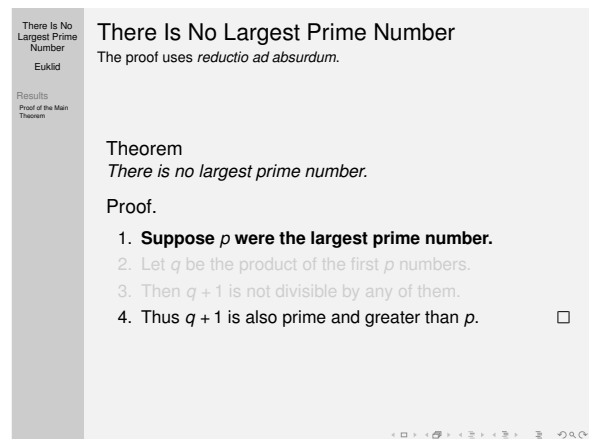 There Is No
Largest Prime
Number
Euklid
Results
Proof of the Main
Theorem
There Is No Largest Prime Number
The proof uses reductio ad absurdum.
Theorem
There is no largest prime number.
Proof.
1. Suppose p were the largest prime number.
2. Let q be the product of the first p numbers.
3. Then q + 1 is not divisible by any of them.
4. Thus q + 1 is also prime and greater than p.